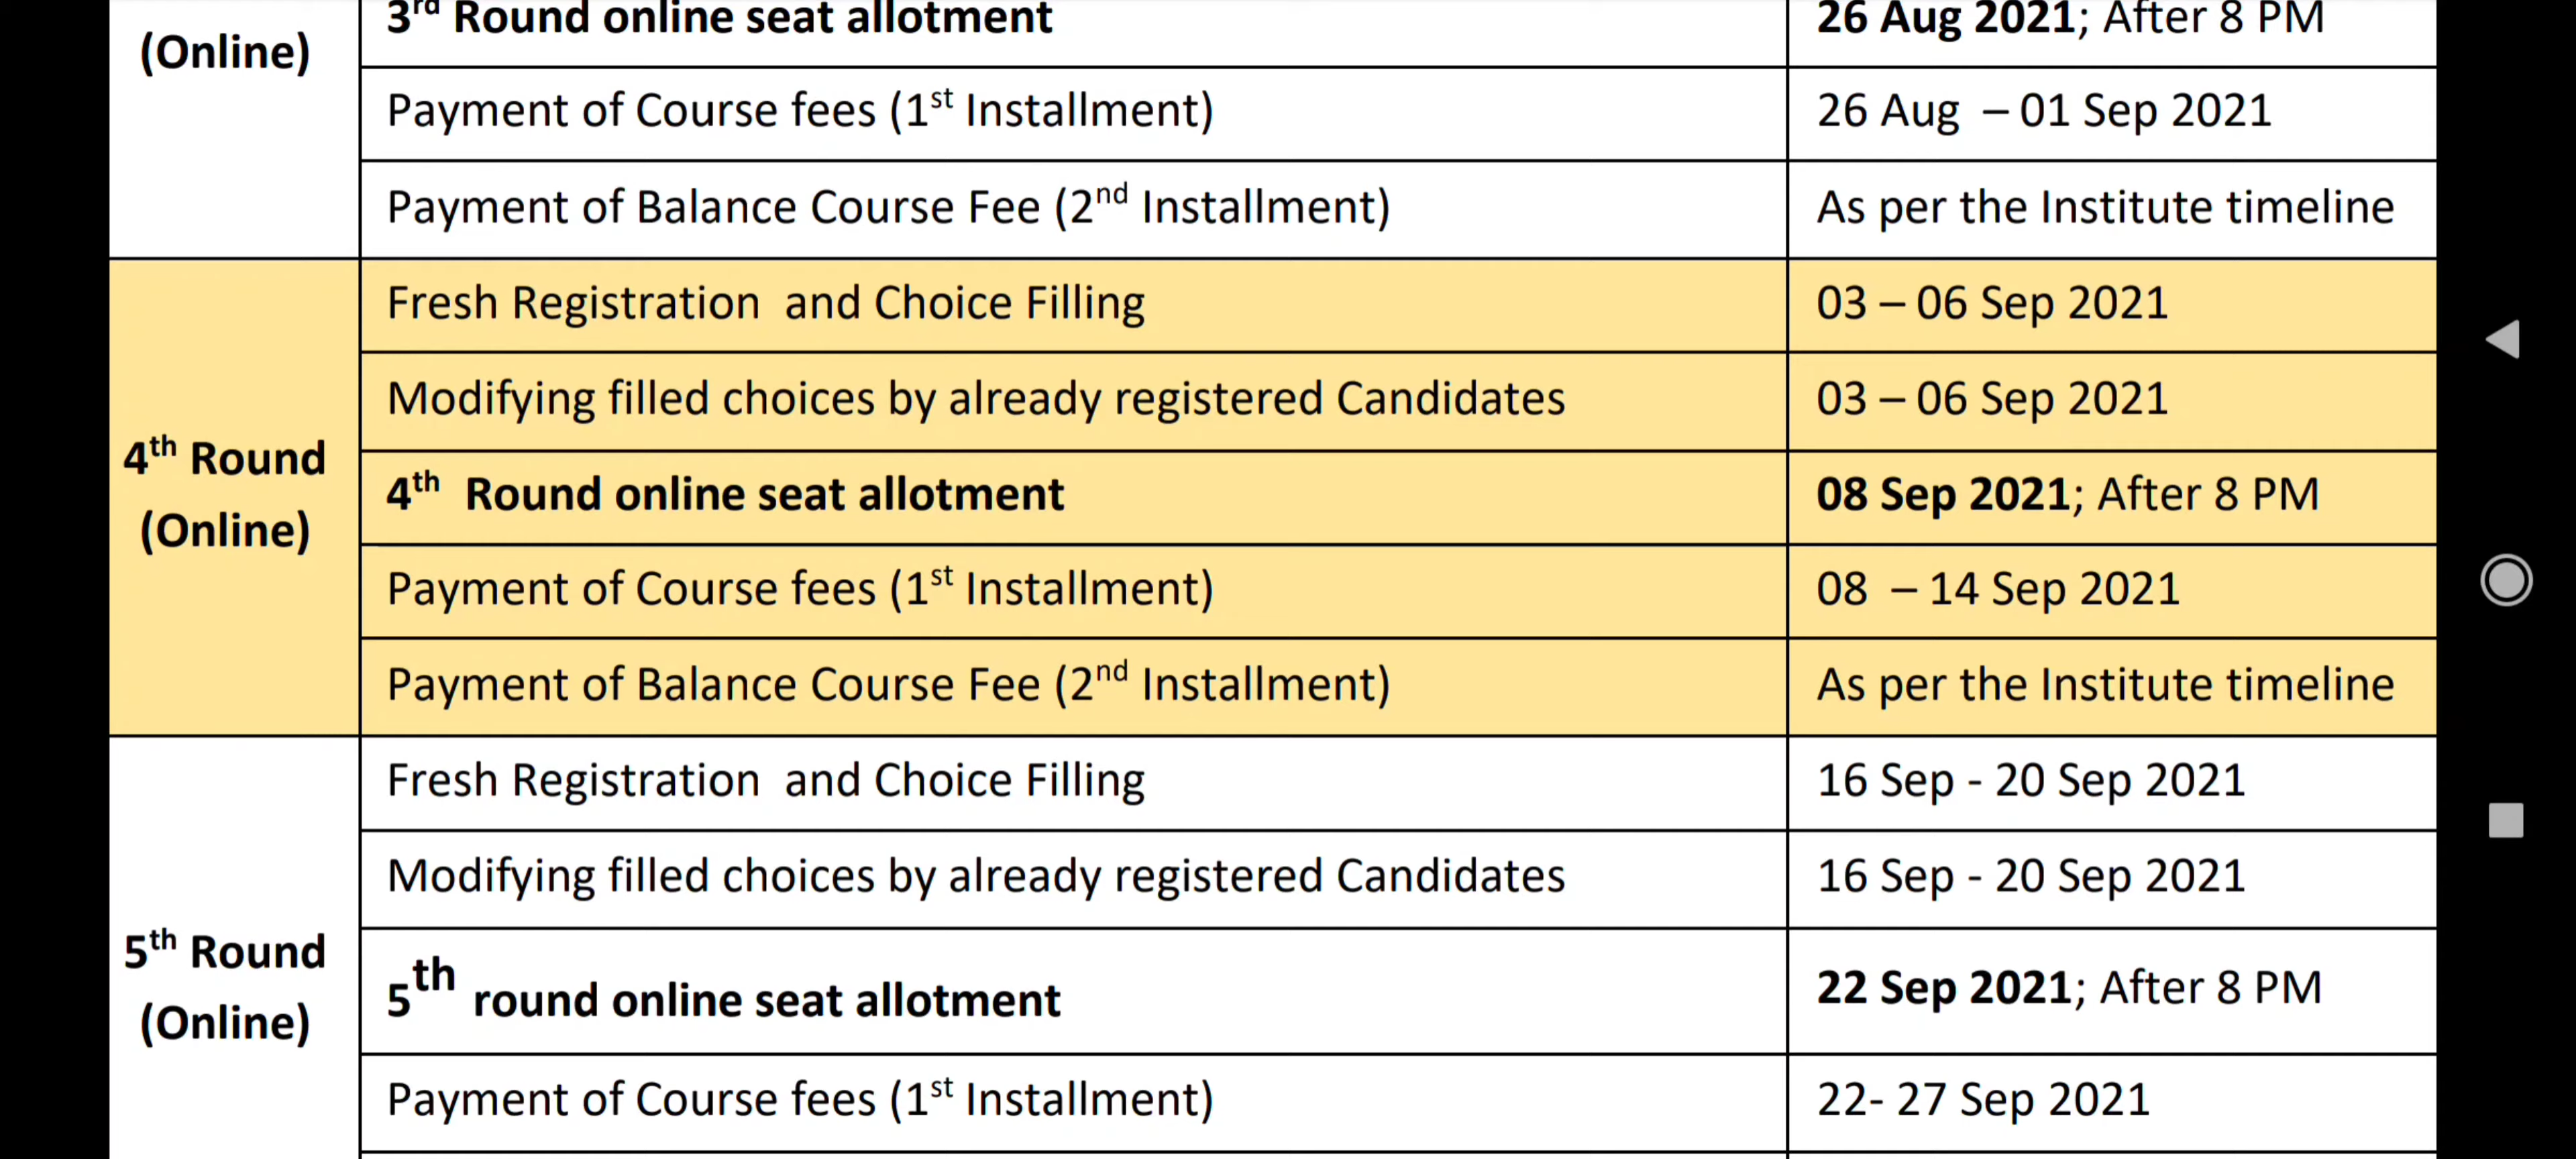 3rd Round online seat allotment 26 Aug 2021; After 8 PM
(Online)
Payment of Course fees (1st Installment) 26 Aug – 01 Sep 2021
Payment of Balance Course Fee (2nd Installment) As per the Institute timeline
Fresh Registration and Choice Filling 03 – 06 Sep 2021
Modifying filled choices by already registered Candidates 03 – 06 Sep 2021
4th Round
(Online)
4th Round online seat allotment 08 Sep 2021; After 8 PM
Payment of Course fees (1st Installment) 08 – 14 Sep 2021
Payment of Balance Course Fee (2nd Installment) As per the Institute timeline
Fresh Registration and Choice Filling 16 Sep - 20 Sep 2021
Modifying filled choices by already registered Candidates 16 Sep - 20 Sep 2021
5th Round
(Online)
5th round online seat allotment 22 Sep 2021; After 8 PM
Payment of Course fees (1st Installment) 22- 27 Sep 2021